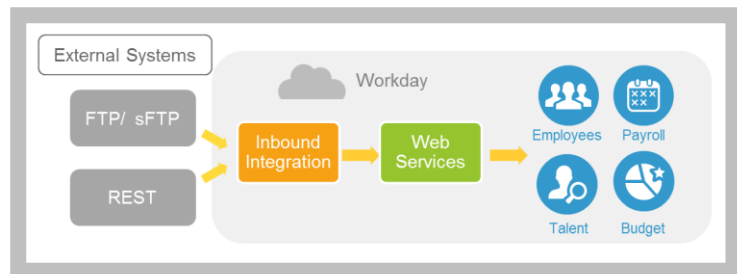 External Systems
Workday
FTP/ sFTP
REST
Inbound
Integration
Web
Services
Employees
Payroll
Talent
Budget